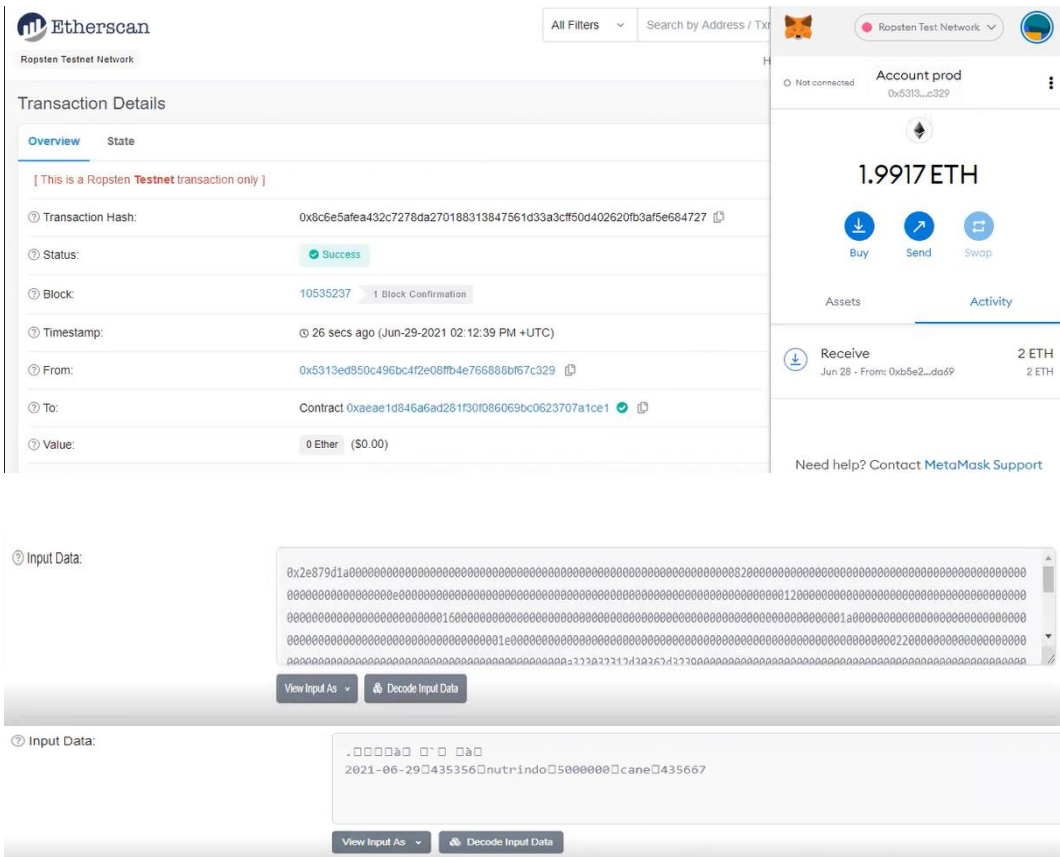 Etherscan
All Filters
Search by Address / Txn
Ropsten Testnet Network
Transaction Details
Overview State
[ This is a Ropsten Testnet transaction only ]
Transaction Hash: 0x8c6e5afea432c7278da270188313847561d33a3cff50d402620fb3af5e684727
Status: Success
Block: 10535237 1 Block Confirmation
Timestamp: 26 secs ago (Jun-29-2021 02:12:39 PM +UTC)
From: 0x5313ed850c496bc4f2e08ffb4e766888bf67c329
To: Contract 0xaeae1d846a6ad281f30f086069bc0623707a1ce1
Value: 0 Ether ($0.00)
Ropsten Test Network
Not connected
Account prod
0x5313...c329
1.9917 ETH
Buy Send Swap
Assets Activity
Receive 2 ETH
Jun 28 - From: 0xb5e2...da69 2 ETH
Need help? Contact MetaMask Support
Input Data:
View Input As Decode Input Data
Input Data:
2021-06-29□435356□nutrindo□5000000□cane□435667
View Input As Decode Input Data